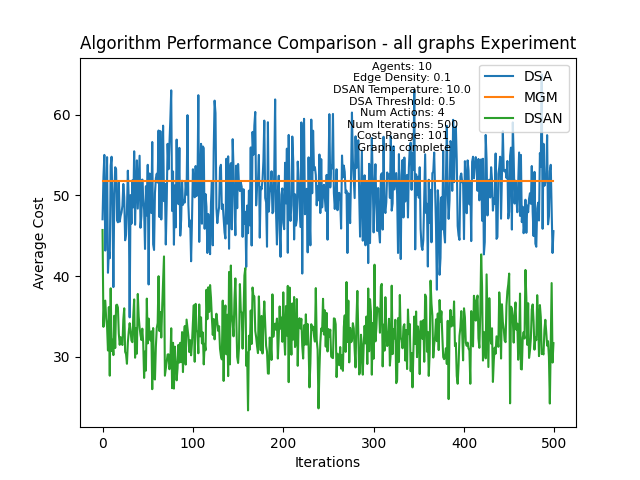 Algorithm Performance Comparison - all graphs Experiment
Agents: 10
Edge Density: 0.1
DSAN Temperature: 10.0
DSA Threshold: 0.5
Num Actions: 4
Num Iterations: 500
Cost Range: 101
Graph: complete
DSA
MGM
DSAN
Average Cost
60
50
40
30
0
100
200
300
400
500
Iterations